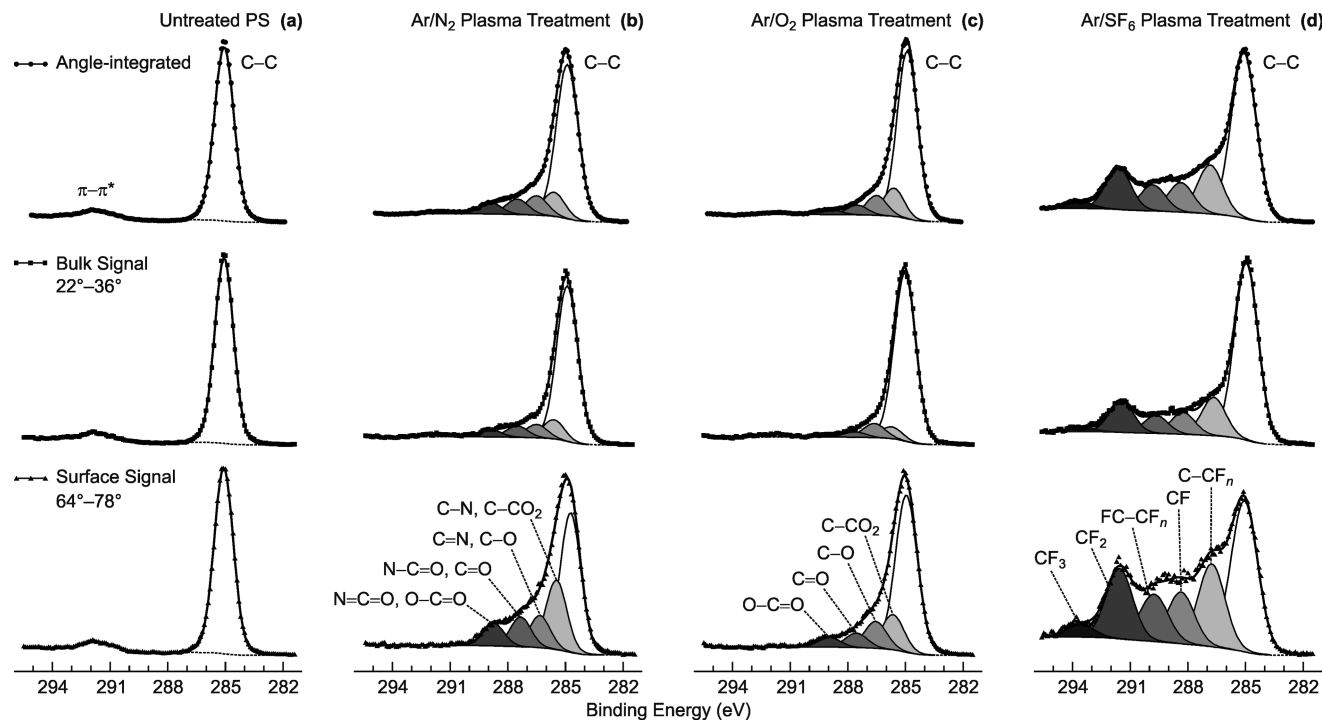 Untreated PS (a)
Ar/N2 Plasma Treatment (b)
Ar/O2 Plasma Treatment (c)
Ar/SF6 Plasma Treatment (d)
Angle-integrated
C–C
C–C
C–C
C–C
π–π*
Bulk Signal
22°–36°
Surface Signal
64°–78°
C–N, C–CO2
C=N, C–O
N–C=O, C=O
N=C=O, O–C=O
C–CO2
C–O
C=O
O–C=O
C–CFn
CF
FC–CFn
CF2
CF3
294 291 288 285 282
294 291 288 285 282
294 291 288 285 282
294 291 288 285 282
Binding Energy (eV)